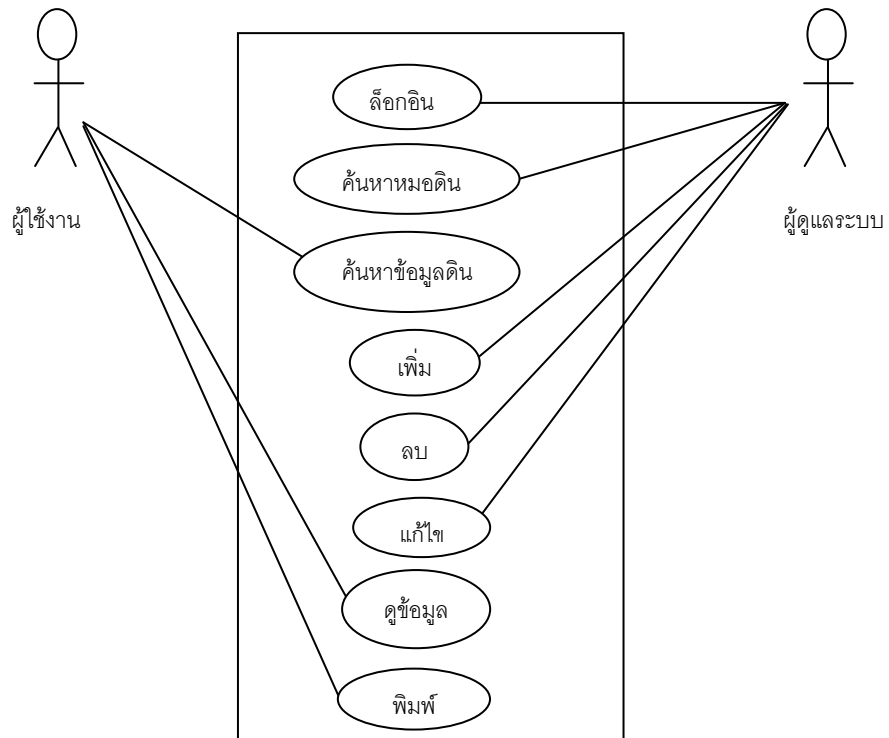 ล็อกอิน
ค้นหาหมอดิน
ผู้ใช้งาน
ผู้ดูแลระบบ
ค้นหาข้อมูลดิน
เพิ่ม
ลบ
แก้ไข
ดูข้อมูล
พิมพ์